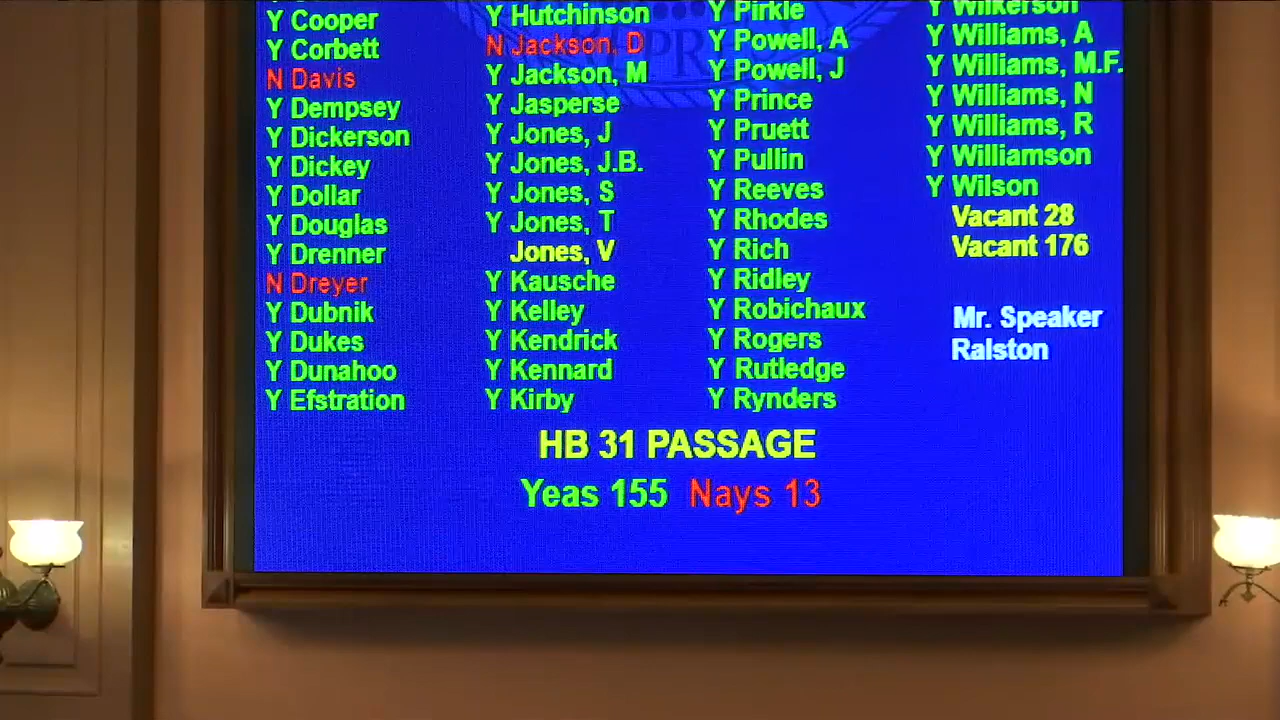 Y Cooper
Y Corbett
N Davis
Y Dempsey
Y Dickerson
Y Dickey
Y Dollar
Y Douglas
Y Drenner
N Dreyer
Y Dubnik
Y Dukes
Y Dunahoo
Y Efstration
Y Hutchinson
N Jackson, D
Y Jackson, M
Y Jasperse
Y Jones, J
Y Jones, J.B.
Y Jones, S
Y Jones, T
Jones, V
Y Kausche
Y Kelley
Y Kendrick
Y Kennard
Y Kirby
Y Pirkle
Y Powell, A
Y Powell, J
Y Prince
Y Pruett
Y Pullin
Y Reeves
Y Rhodes
Y Rich
Y Ridley
Y Robichaux
Y Rogers
Y Rutledge
Y Rynders
Y Wilkerson
Y Williams, A
Y Williams, M.F.
Y Williams, N
Y Williams, R
Y Williamson
Y Wilson
Vacant 28
Vacant 176
Mr. Speaker
Ralston
HB 31 PASSAGE
Yeas 155 Nays 13